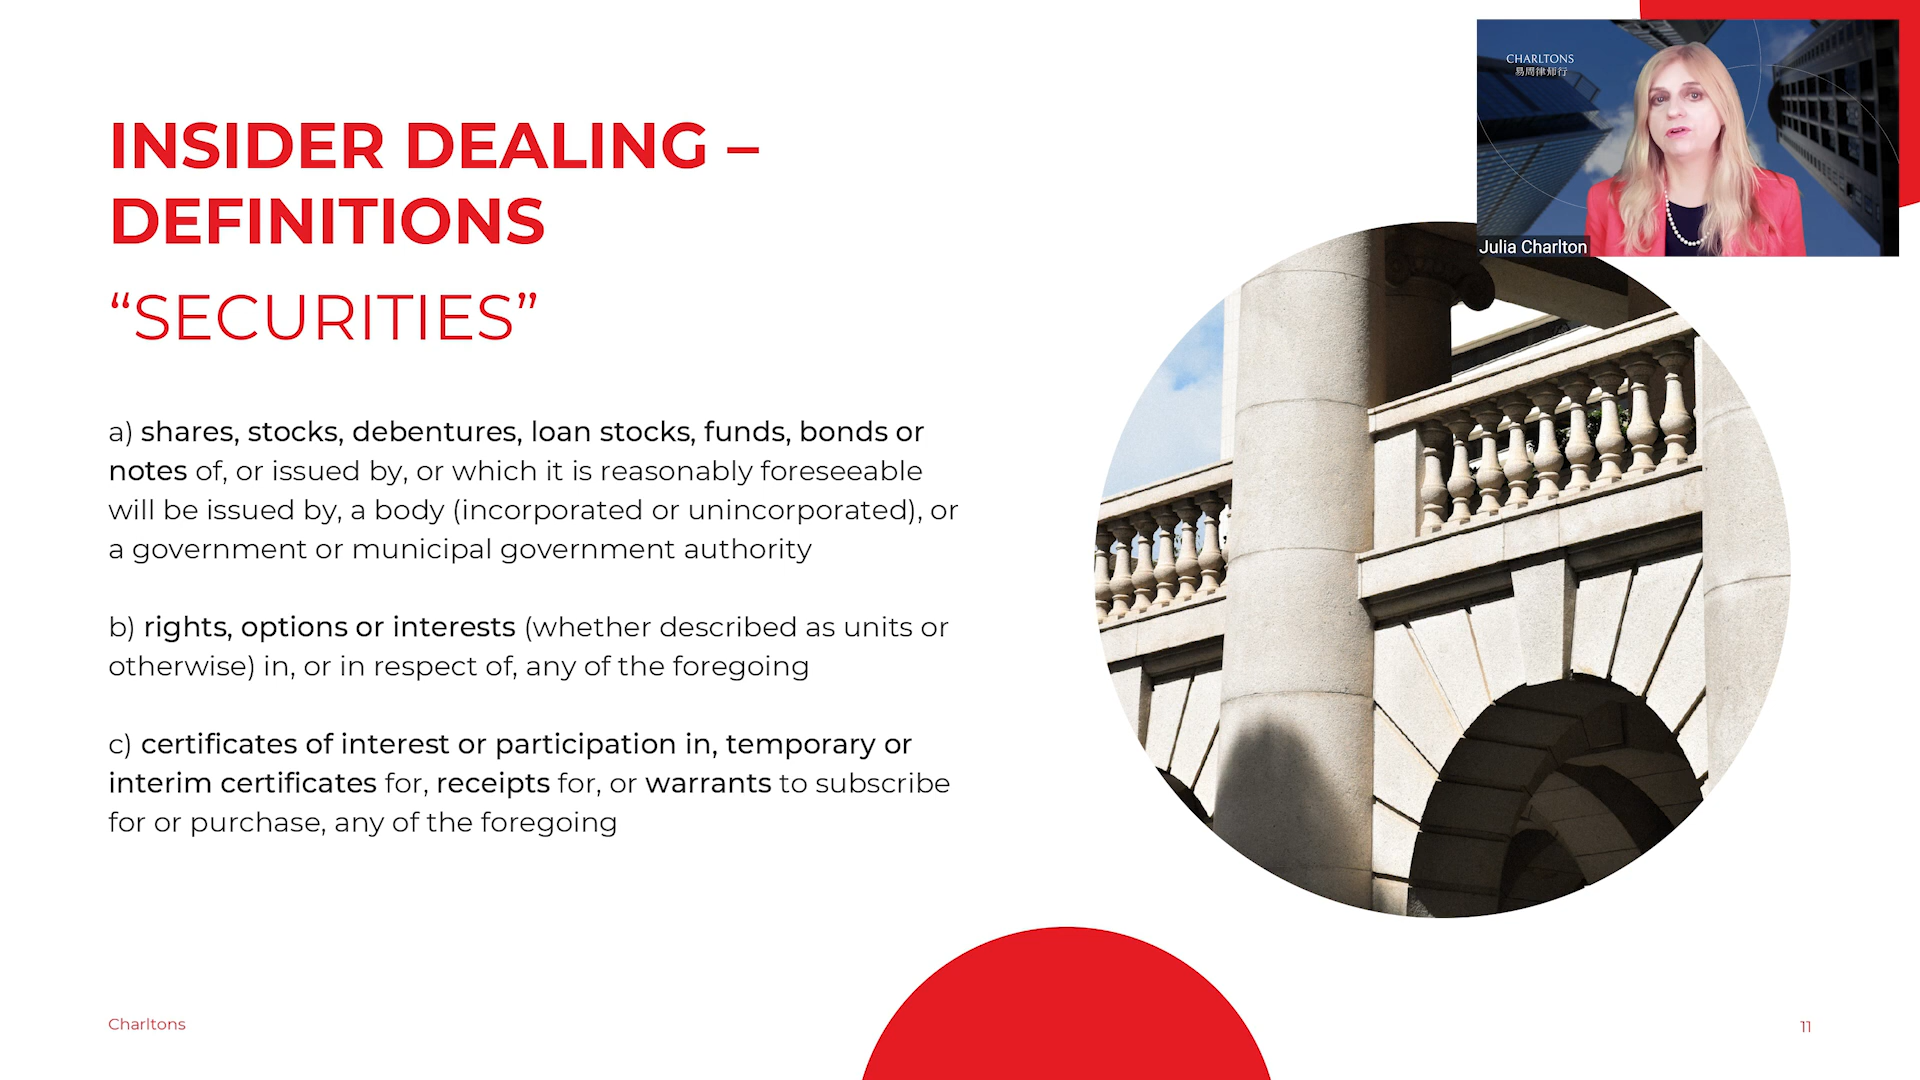 CHARLTONS
易周律师行
Julia Charlton
INSIDER DEALING –
DEFINITIONS
“SECURITIES”
a) shares, stocks, debentures, loan stocks, funds, bonds or
notes of, or issued by, or which it is reasonably foreseeable
will be issued by, a body (incorporated or unincorporated), or
a government or municipal government authority
b) rights, options or interests (whether described as units or
otherwise) in, or in respect of, any of the foregoing
c) certificates of interest or participation in, temporary or
interim certificates for, receipts for, or warrants to subscribe
for or purchase, any of the foregoing
Charltons
11